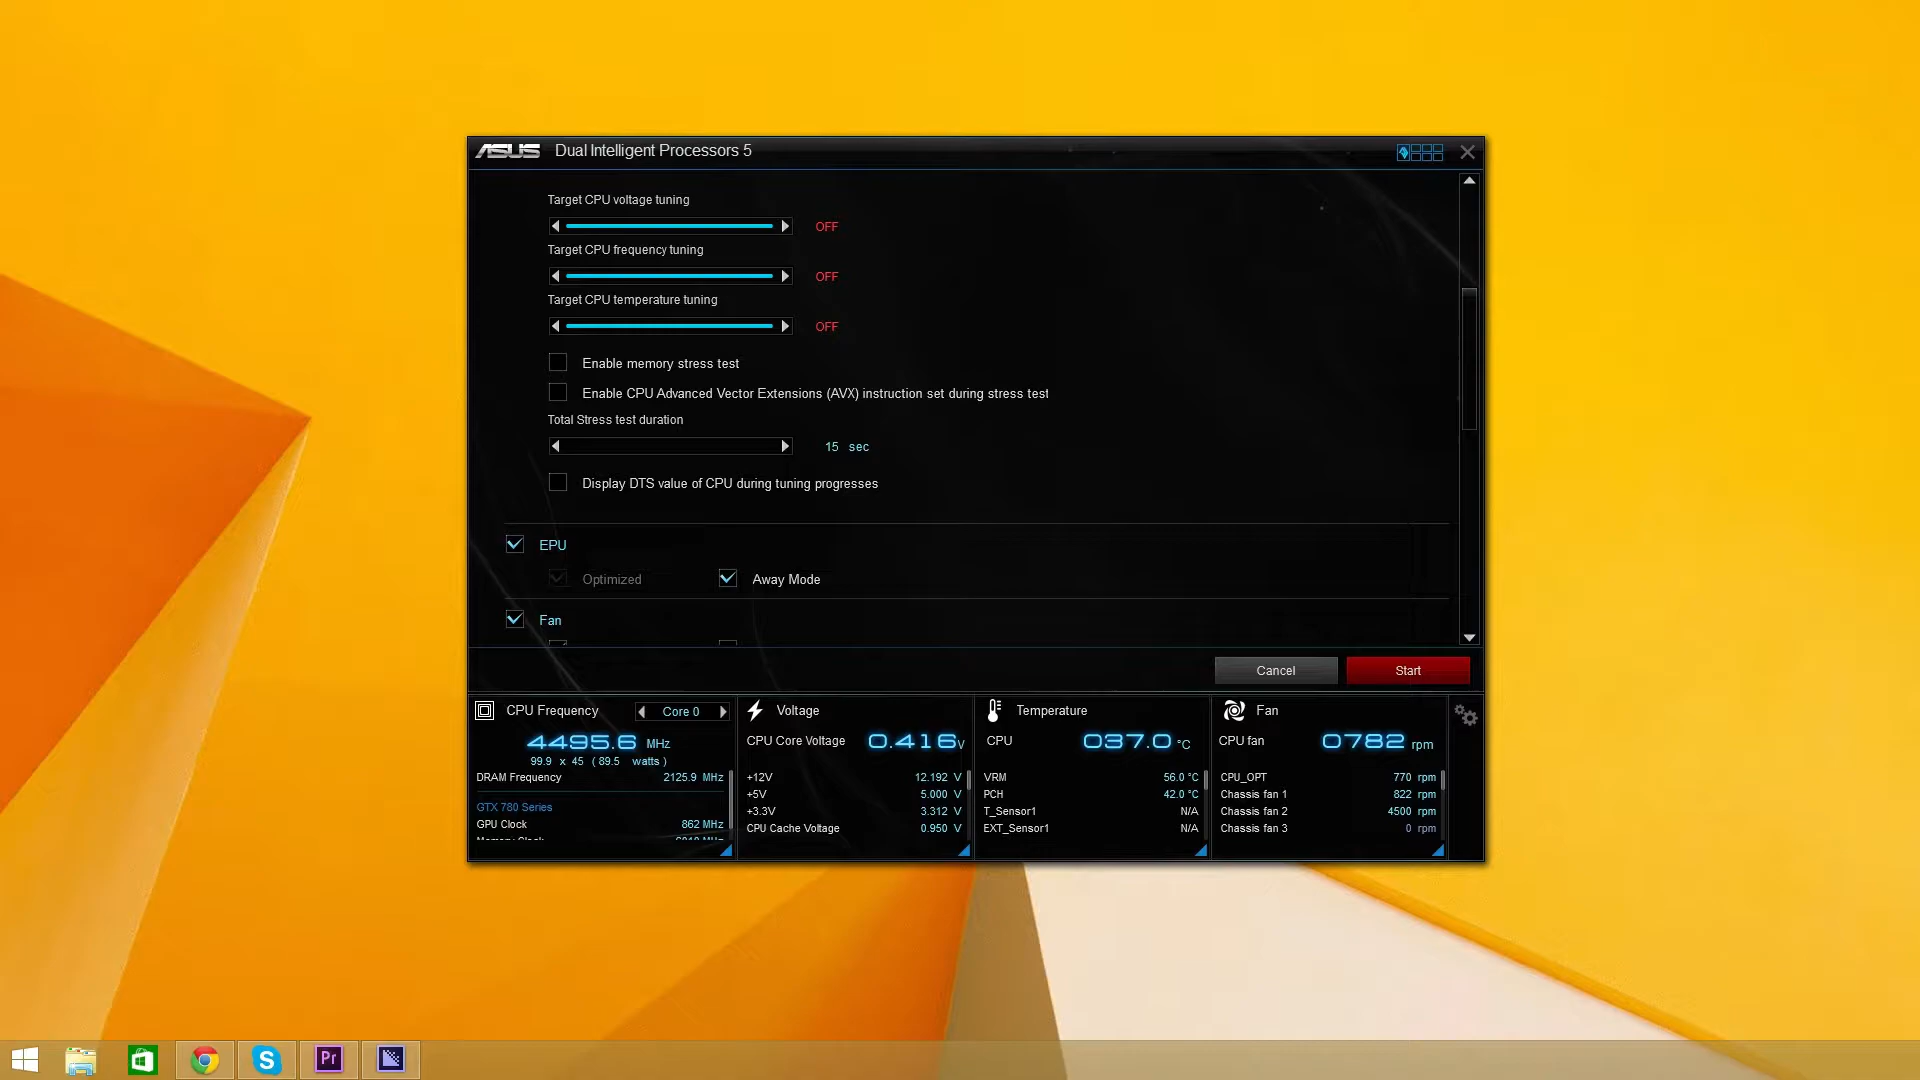 ASUS Dual Intelligent Processors 5
Target CPU voltage tuning
OFF
Target CPU frequency tuning
OFF
Target CPU temperature tuning
OFF
Enable memory stress test
Enable CPU Advanced Vector Extensions (AVX) instruction set during stress test
Total Stress test duration
15 sec
Display DTS value of CPU during tuning progresses
EPU
Optimized Away Mode
Fan
Cancel Start
CPU Frequency Core 0
4495.6 MHz
99.9 x 45 ( 89.5 watts )
DRAM Frequency 2125.9 MHz
GTX 780 Series
GPU Clock 862 MHz
Memory Clock MHz
Voltage
CPU Core Voltage 0.416 V
+12V 12.192 V
+5V 5.000 V
+3.3V 3.312 V
CPU Cache Voltage 0.950 V
Temperature
CPU 037.0 °C
VRM 56.0 °C
PCH 42.0 °C
T_Sensor1 N/A
EXT_Sensor1 N/A
Fan
CPU fan 0782 rpm
CPU_OPT 770 rpm
Chassis fan 1 822 rpm
Chassis fan 2 4500 rpm
Chassis fan 3 0 rpm
S Pr